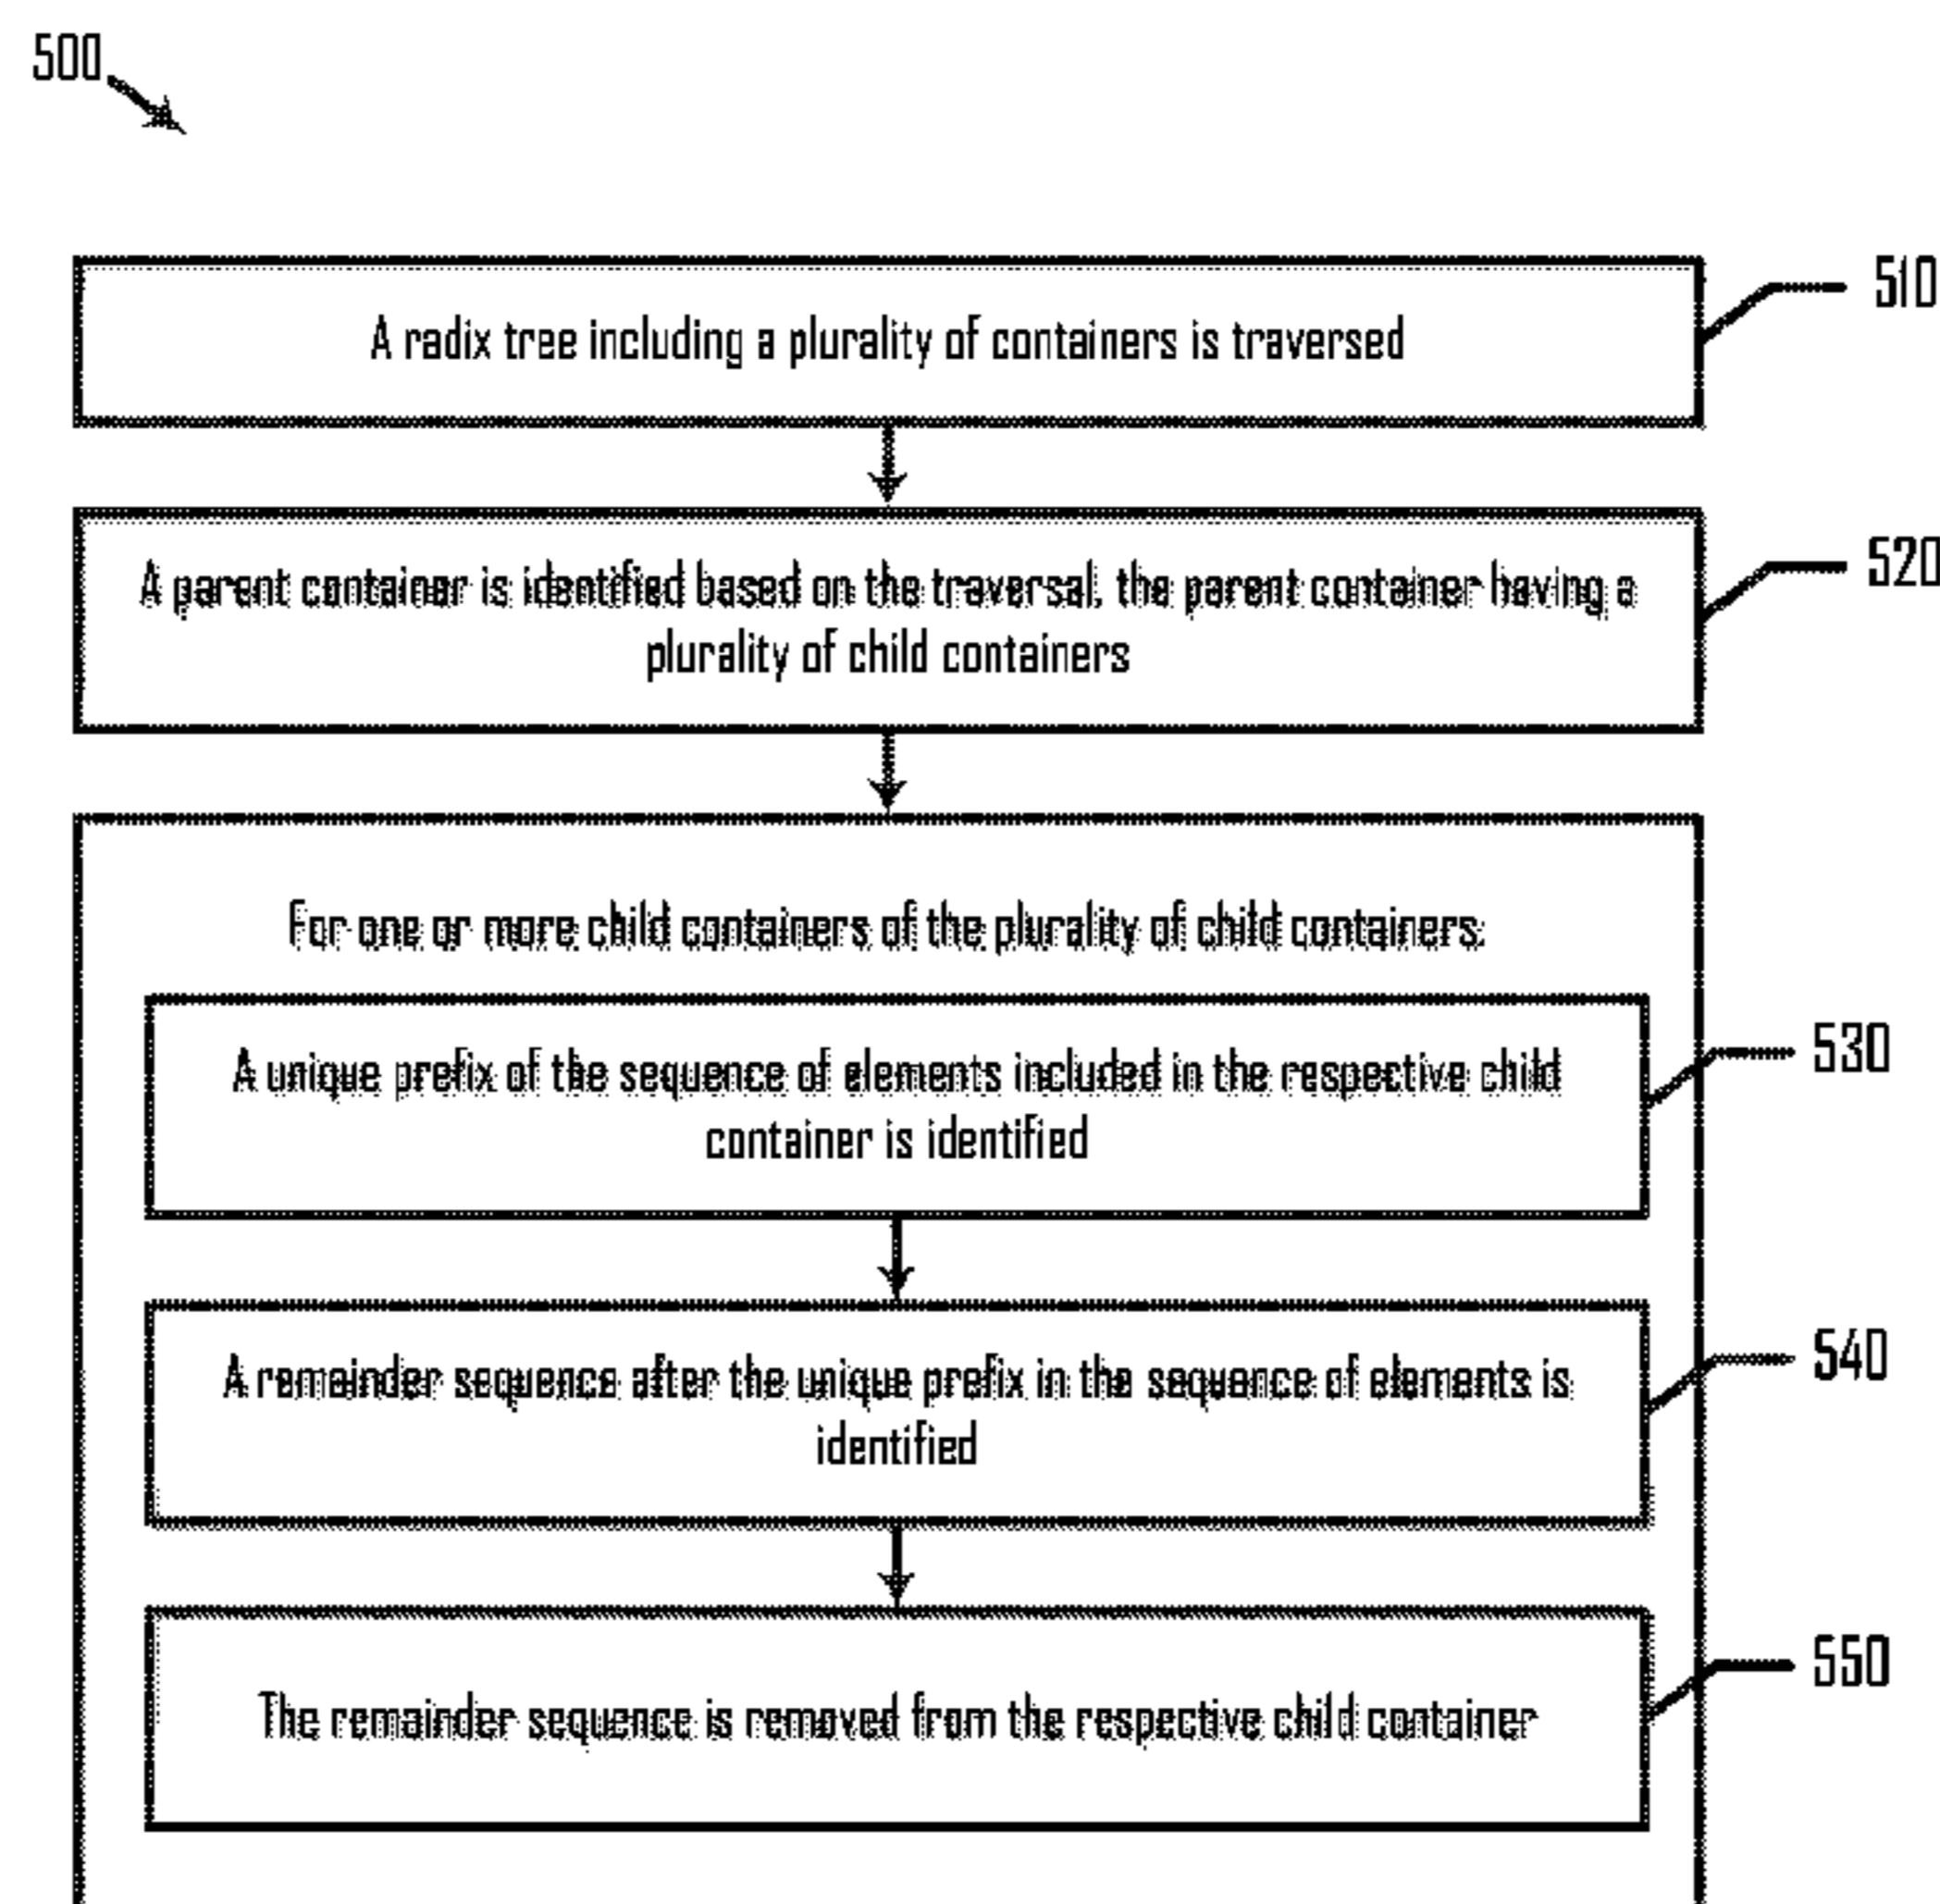 500
A radix tree including a plurality of containers is traversed
510
A parent container is identified based on the traversal, the parent container having a
plurality of child containers
520
For one or more child containers of the plurality of child containers:
A unique prefix of the sequence of elements included in the respective child
container is identified
530
A remainder sequence after the unique prefix in the sequence of elements is
identified
540
The remainder sequence is removed from the respective child container
550